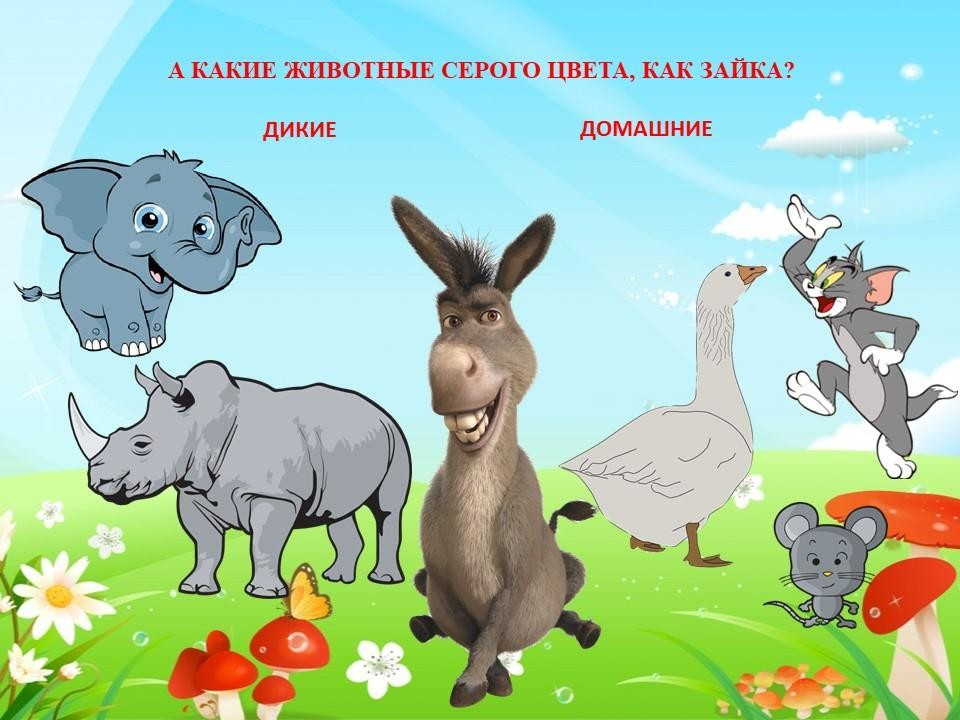 А КАКИЕ ЖИВОТНЫЕ СЕРОГО ЦВЕТА, КАК ЗАЙКА?
ДИКИЕ ДОМАШНИЕ